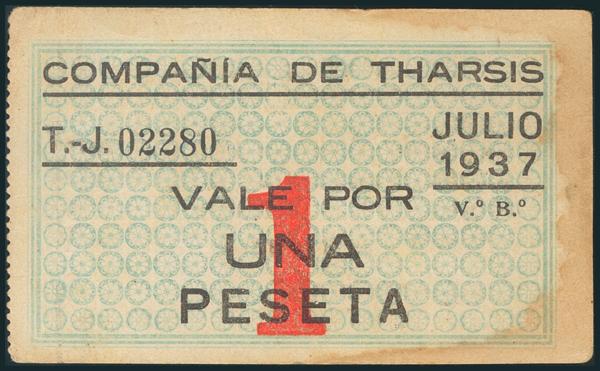 COMPAÑÍA DE THARSIS
T.-J. 02280
JULIO
1937
V.º B.º
VALE POR
UNA
PESETA
1